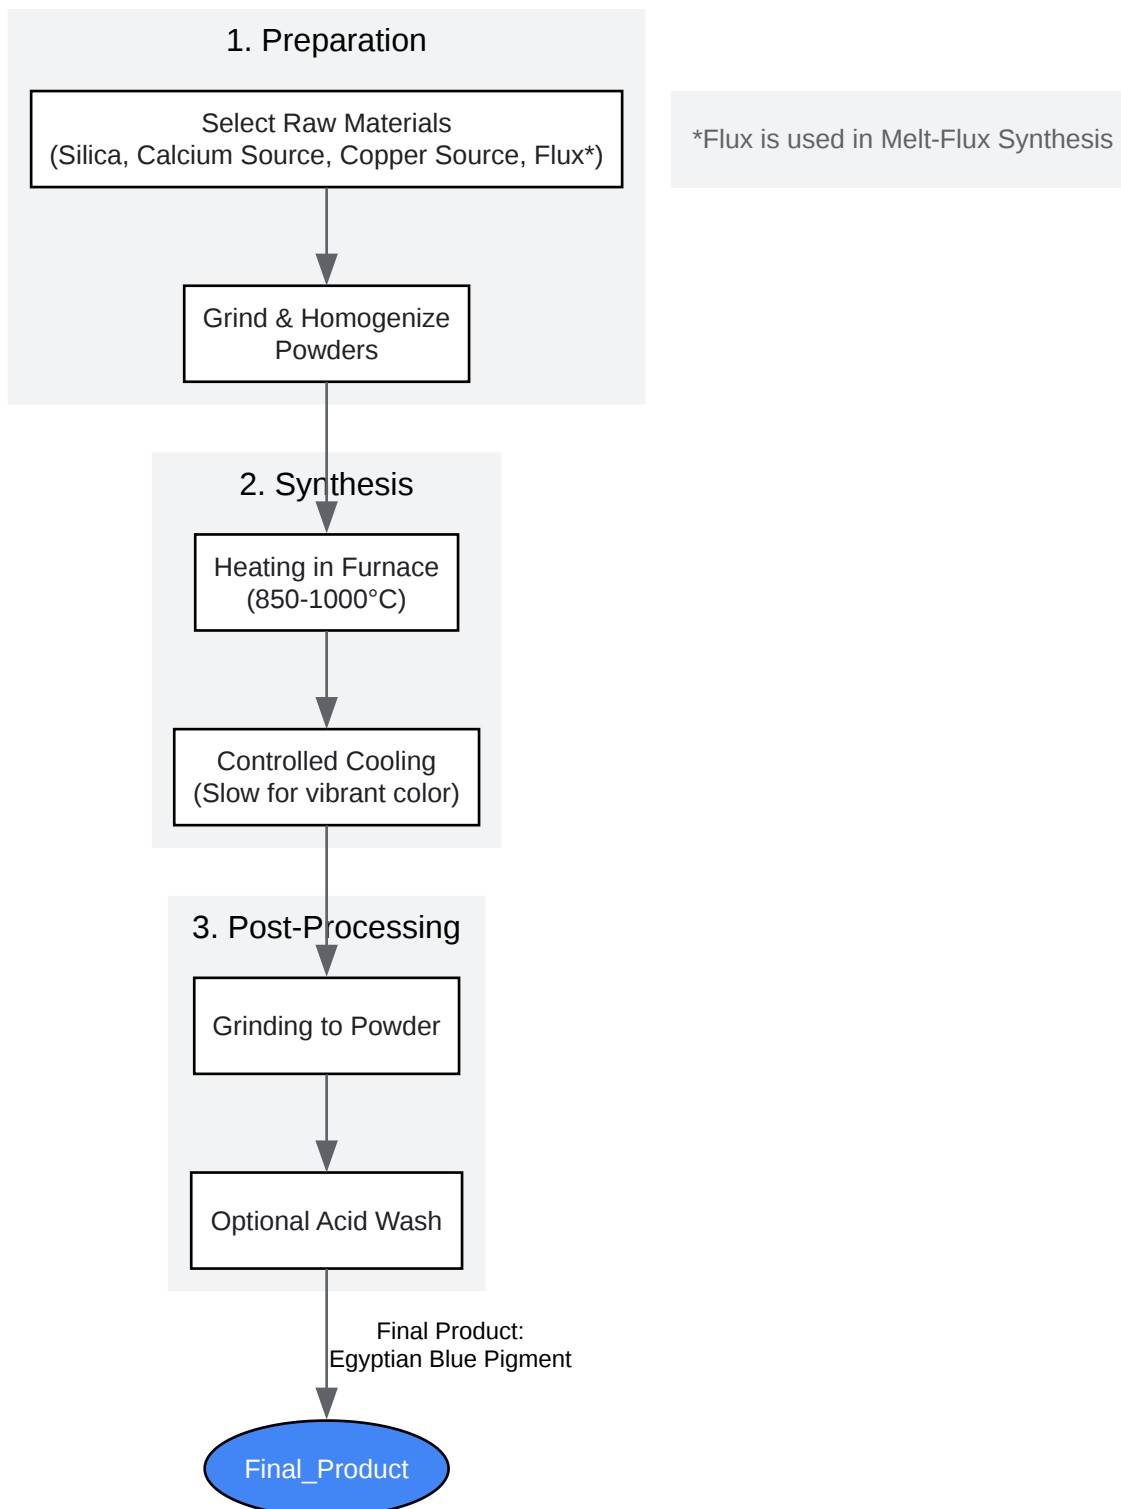 1. Preparation
Select Raw Materials
(Silica, Calcium Source, Copper Source, Flux*)
*Flux is used in Melt-Flux Synthesis
Grind & Homogenize
Powders
2. Synthesis
Heating in Furnace
(850-1000°C)
Controlled Cooling
(Slow for vibrant color)
3. Post-Processing
Grinding to Powder
Optional Acid Wash
Final Product:
Egyptian Blue Pigment
Final_Product